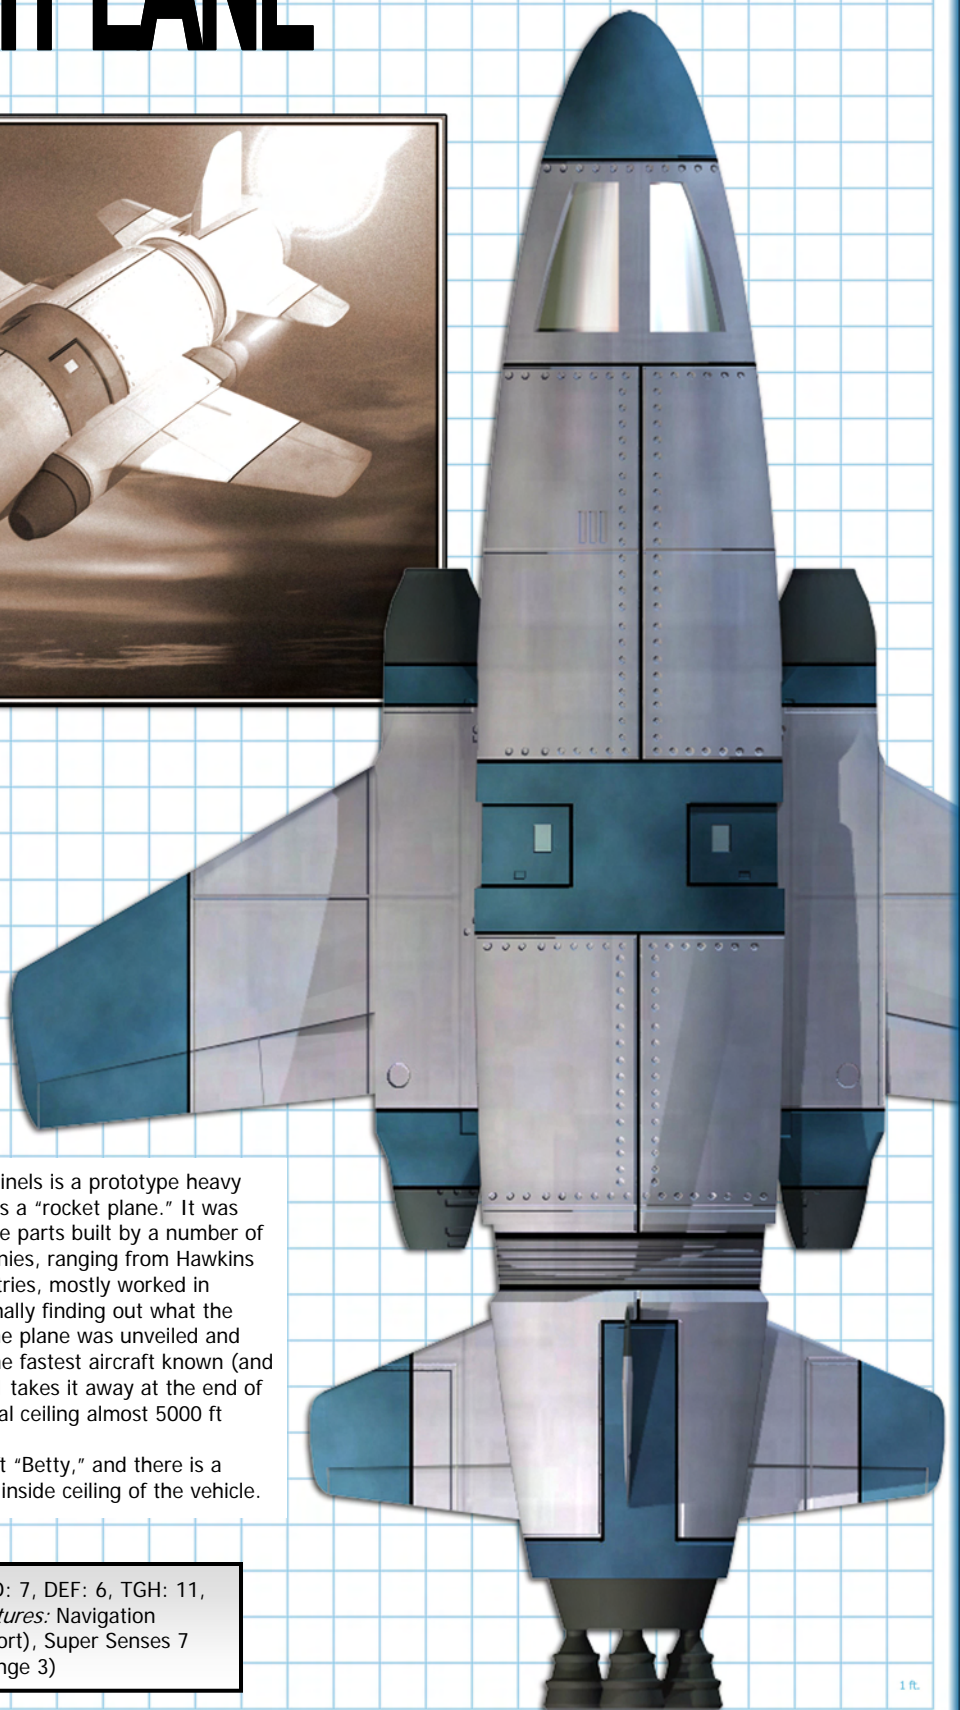 PLANE
inels is a prototype heavy
s a “rocket plane.” It was
e parts built by a number of
nies, ranging from Hawkins
tries, mostly worked in
nally finding out what the
e plane was unveiled and
e fastest aircraft known (and
takes it away at the end of
al ceiling almost 5000 ft
t “Betty,” and there is a
inside ceiling of the vehicle.
D: 7, DEF: 6, TGH: 11,
tures: Navigation
ort), Super Senses 7
nge 3)
1 ft.